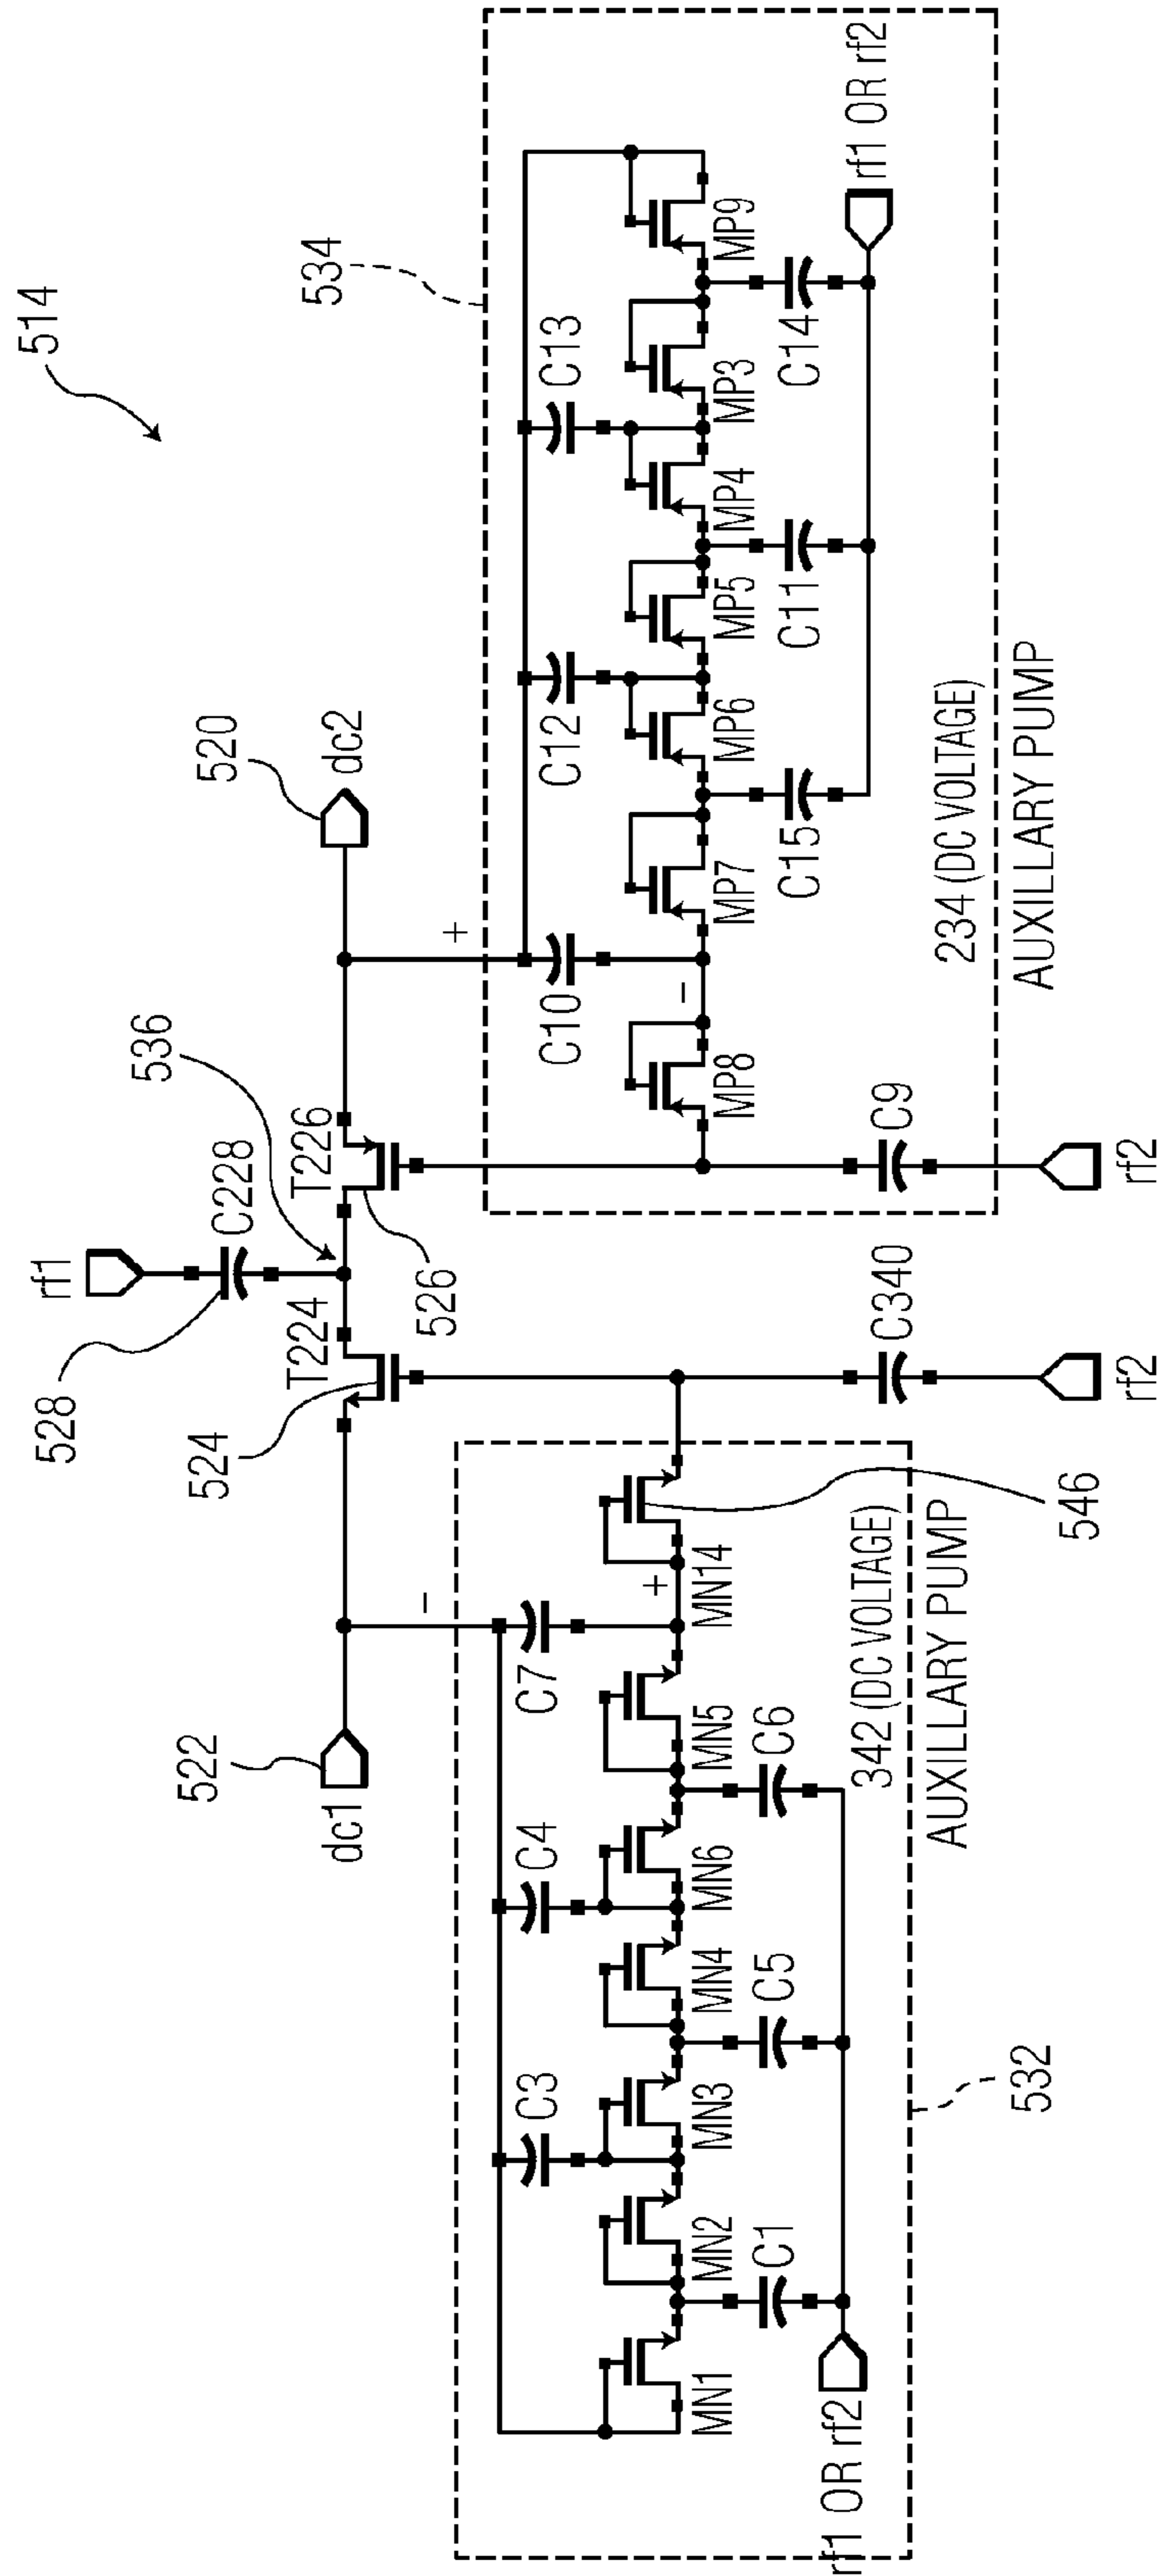 514
536
rf1
C228
528
T224
T226
524
526
520
dc2
522
dc1
534
+
C10
C12
C13
−
MP8
MP7
MP6
MP5
MP4
MP3
MP9
C15
C11
C14
rf1 OR rf2
C9
rf2
234 (DC VOLTAGE)
AUXILLARY PUMP
−
C3
C4
C7
+
MN1
MN2
MN3
MN4
MN6
MN5
MN14
C1
C5
C6
rf1 OR rf2
342 (DC VOLTAGE)
AUXILLARY PUMP
532
546
C340
rf2